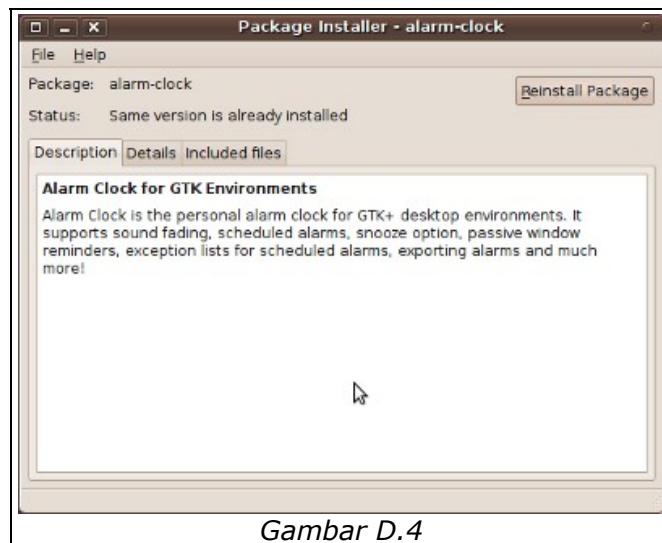 Package Installer - alarm-clock
File Help
Package: alarm-clock
Reinstall Package
Status: Same version is already installed
Description Details Included files
Alarm Clock for GTK Environments
Alarm Clock is the personal alarm clock for GTK+ desktop environments. It
supports sound fading, scheduled alarms, snooze option, passive window
reminders, exception lists for scheduled alarms, exporting alarms and much
more!
Gambar D.4